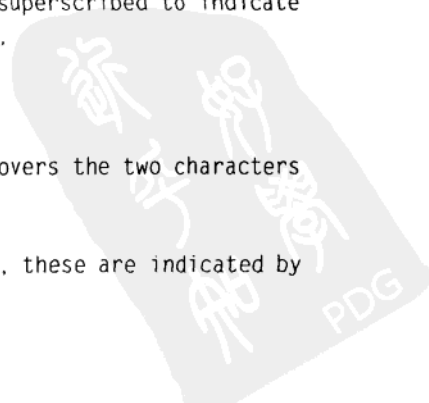 superscribed to indicate
.
overs the two characters
, these are indicated by
PDG